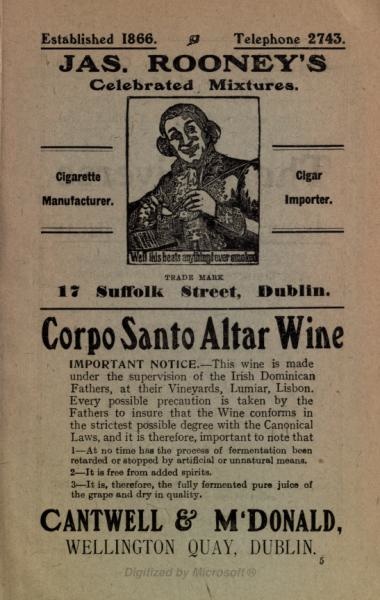 Established 1866.
Telephone 2743.
JAS. ROONEY'S
Celebrated Mixtures.
Cigarette
Manufacturer.
Cigar
Importer.
Well this beats anything I ever smoked
TRADE MARK
17 Suffolk Street, Dublin.
Corpo Santo Altar Wine
IMPORTANT NOTICE.—This wine is made
under the supervision of the Irish Dominican
Fathers, at their Vineyards, Lumiar, Lisbon.
Every possible precaution is taken by the
Fathers to insure that the Wine conforms in
the strictest possible degree with the Canonical
Laws, and it is therefore, important to note that
1—At no time has the process of fermentation been
retarded or stopped by artificial or unnatural means.
2—It is free from added spirits.
3—It is, therefore, the fully fermented pure juice of
the grape and dry in quality.
CANTWELL & M'DONALD,
WELLINGTON QUAY, DUBLIN.
5
Digitized by Microsoft®